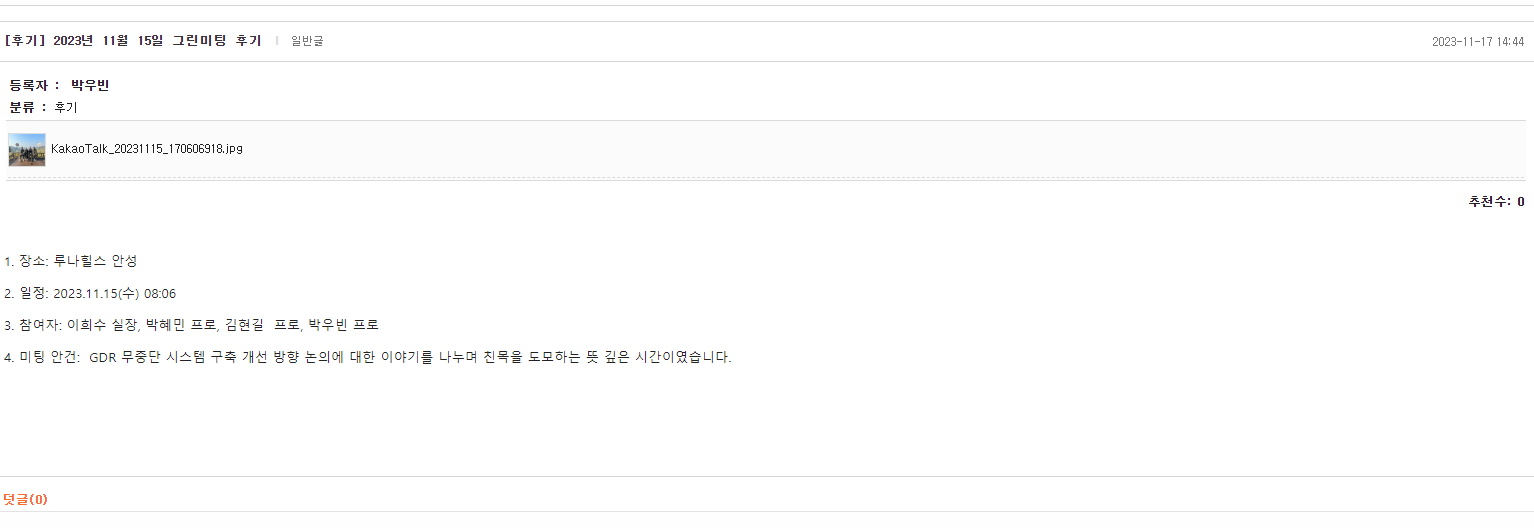 [후기] 2023년 11월 15일 그린미팅 후기 | 일반글
2023-11-17 14:44
등록자 : 박우빈
분류 : 후기
KakaoTalk_20231115_170606918.jpg
추천수: 0
1. 장소: 루나힐스 안성
2. 일정: 2023.11.15(수) 08:06
3. 참여자: 이희수 실장, 박혜민 프로, 김현길  프로, 박우빈 프로
4. 미팅 안건:  GDR 무중단 시스템 구축 개선 방향 논의에 대한 이야기를 나누며 친목을 도모하는 뜻 깊은 시간이였습니다.
덧글(0)